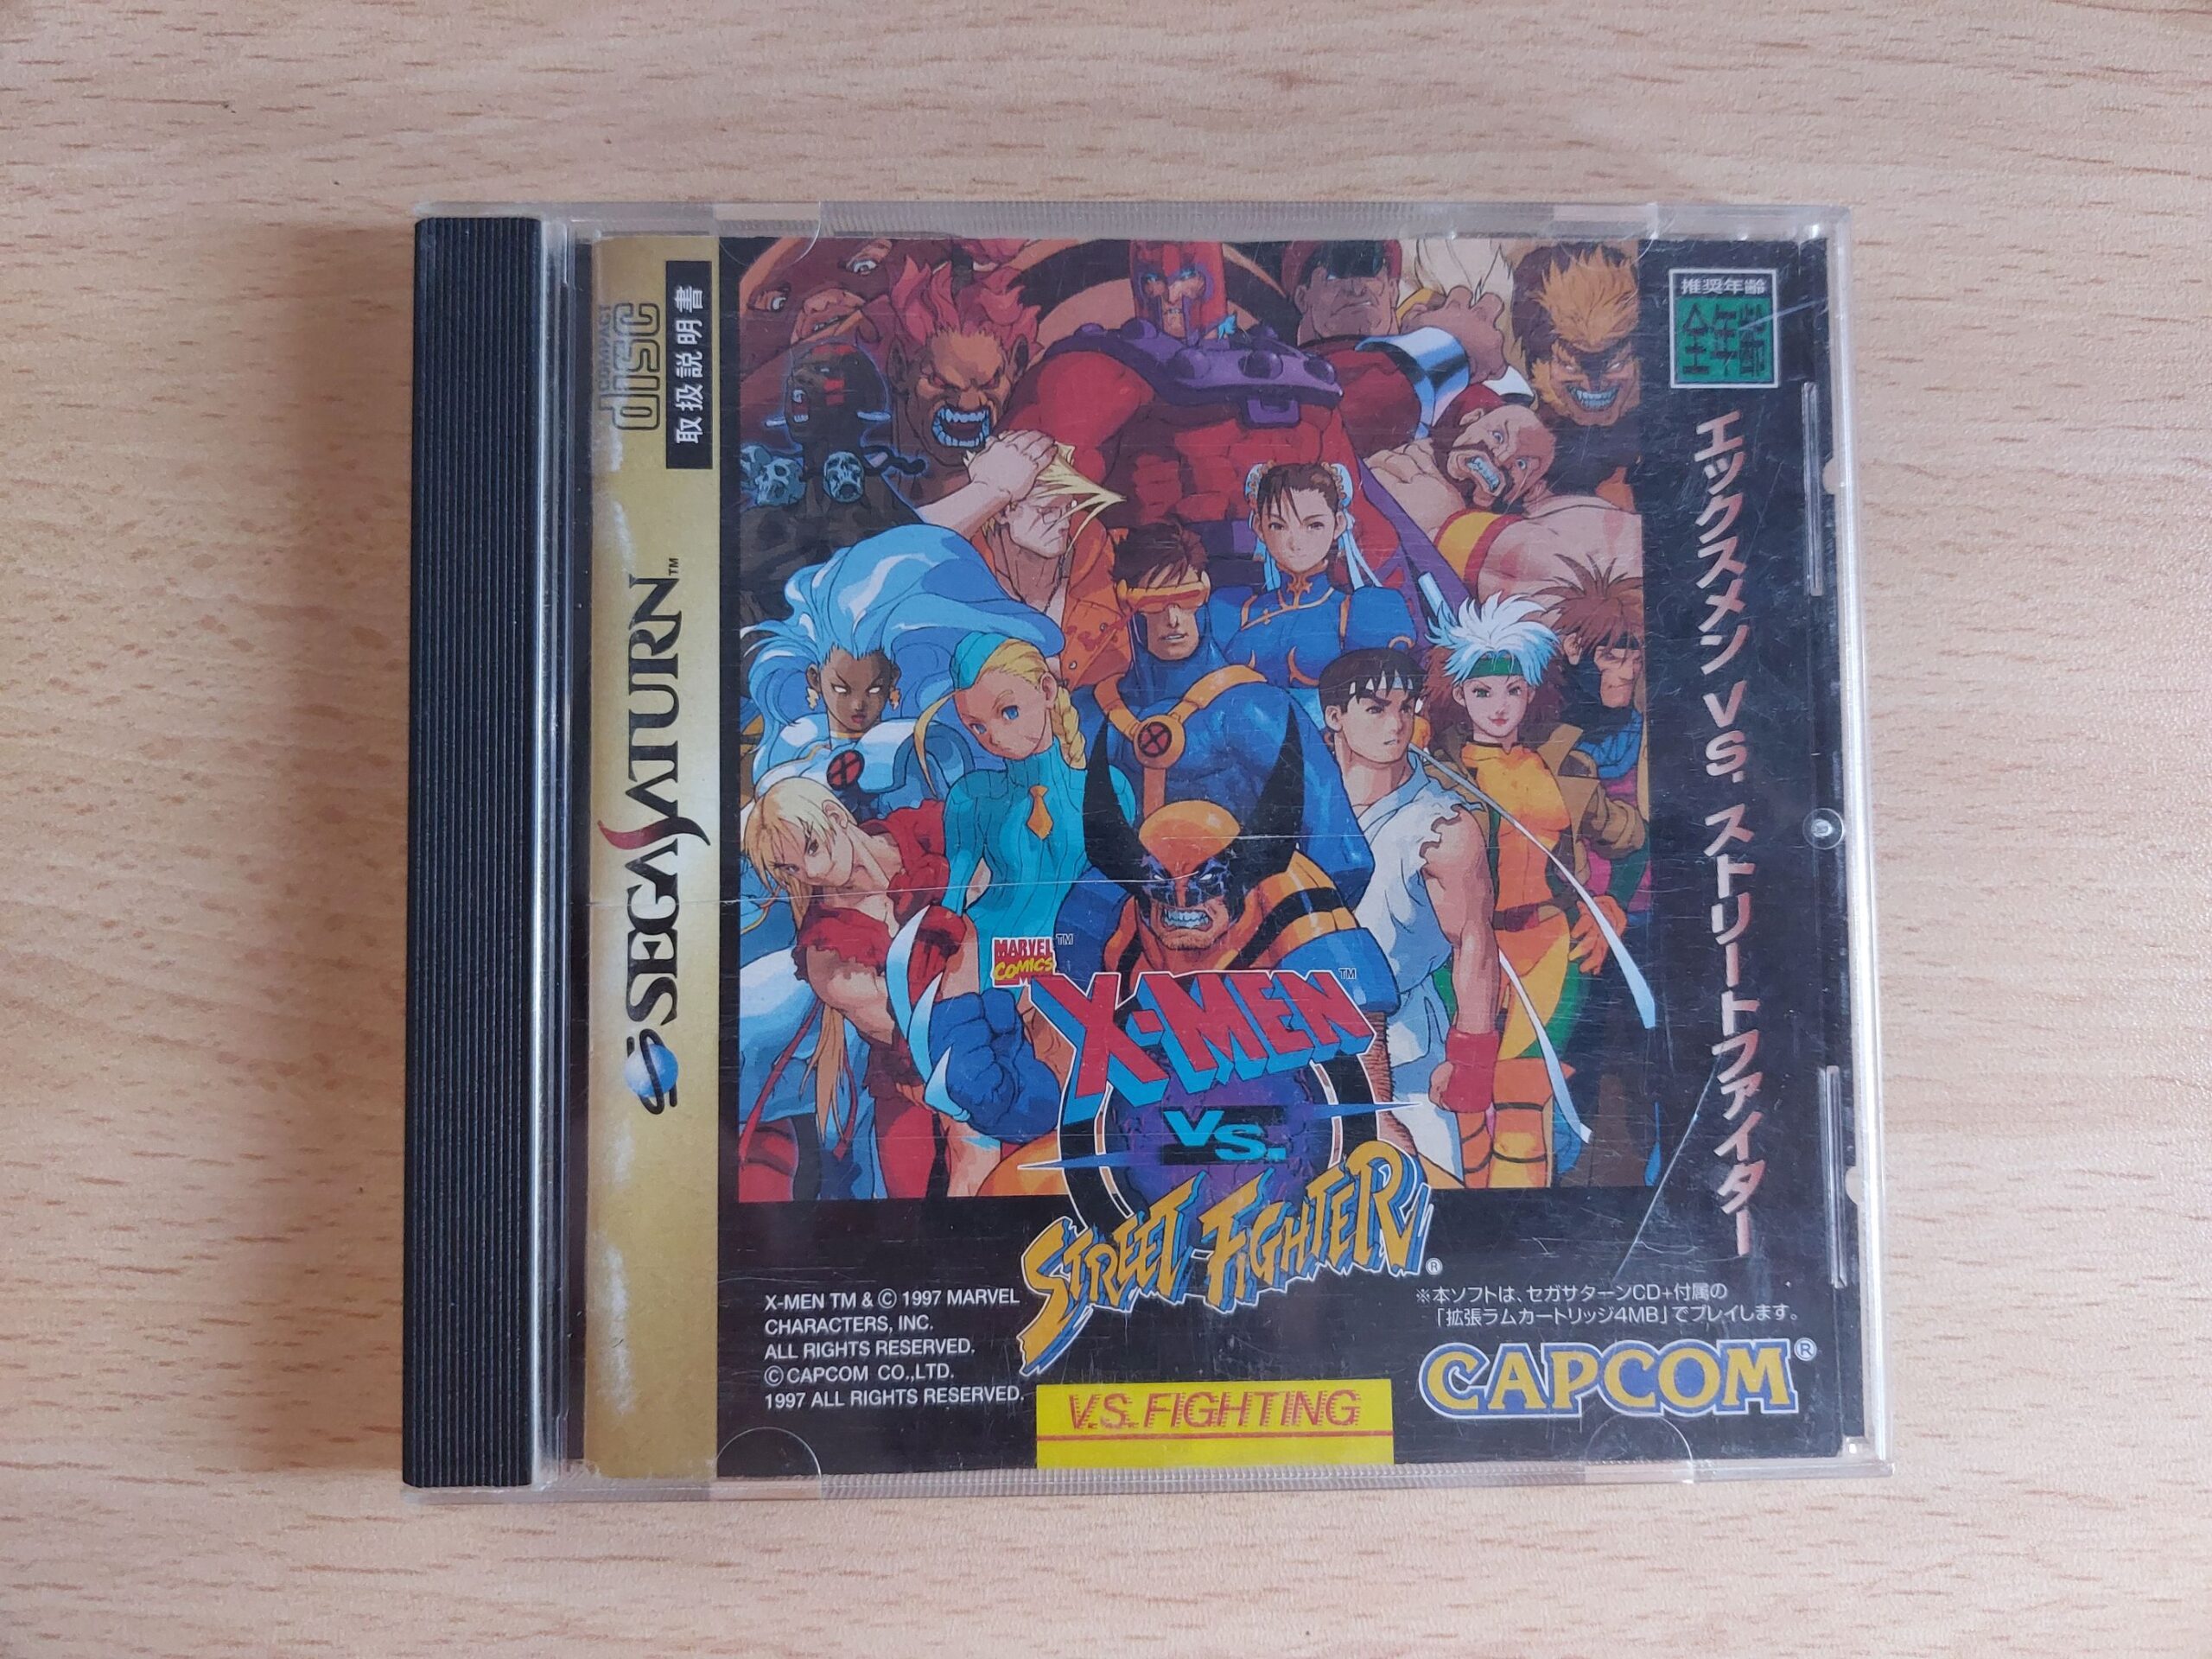 COMPACT
disc
取扱説明書
SEGA SATURN™
推奨年齢
全年齢
エックスメン VS. ストリートファイター
MARVEL™
COMICS
X-MEN™
VS.
STREET FIGHTER®
X-MEN TM & © 1997 MARVEL
CHARACTERS, INC.
ALL RIGHTS RESERVED.
©CAPCOM CO.,LTD.
1997 ALL RIGHTS RESERVED.
※本ソフトは、セガサターンCD+付属の
「拡張ラムカートリッジ4MB」でプレイします。
CAPCOM®
V.S. FIGHTING